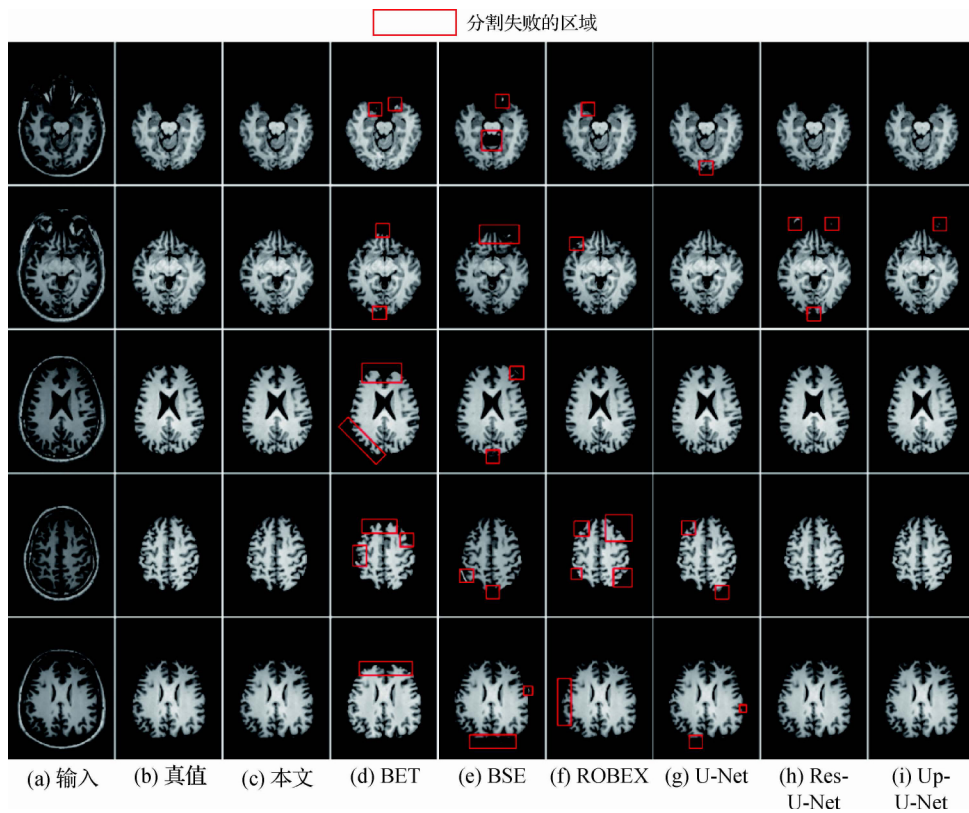 分割失败的区域
(a) 输入 (b) 真值 (c) 本文 (d) BET (e) BSE (f) ROBEX (g) U-Net (h) Res- (i) Up-
U-Net U-Net